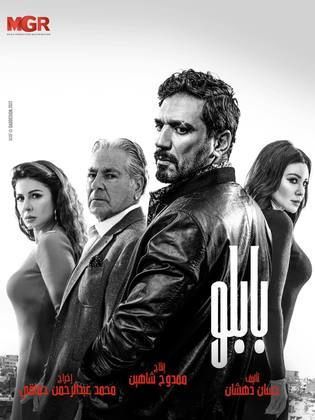 MGR
بابلو
تأليف
حسان دهشان
إنتاج
ممدوح شاهين
إخراج
محمد عبدالرحمن حماقي